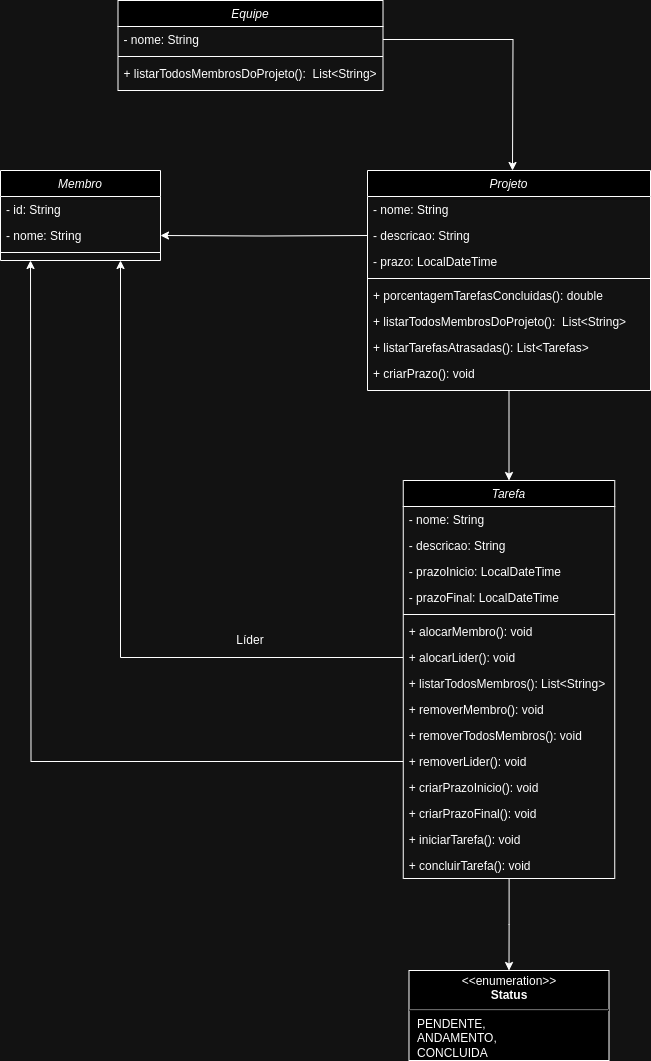 Equipe
- nome: String
+ listarTodosMembrosDoProjeto():  List<String>
Membro
- id: String
- nome: String
Projeto
- nome: String
- descricao: String
- prazo: LocalDateTime
+ porcentagemTarefasConcluidas(): double
+ listarTodosMembrosDoProjeto():  List<String>
+ listarTarefasAtrasadas(): List<Tarefas>
+ criarPrazo(): void
Tarefa
- nome: String
- descricao: String
- prazoInicio: LocalDateTime
- prazoFinal: LocalDateTime
+ alocarMembro(): void
+ alocarLider(): void
+ listarTodosMembros(): List<String>
+ removerMembro(): void
+ removerTodosMembros(): void
+ removerLider(): void
+ criarPrazoInicio(): void
+ criarPrazoFinal(): void
+ iniciarTarefa(): void
+ concluirTarefa(): void
Líder
<<enumeration>>
Status
PENDENTE,
ANDAMENTO,
CONCLUIDA